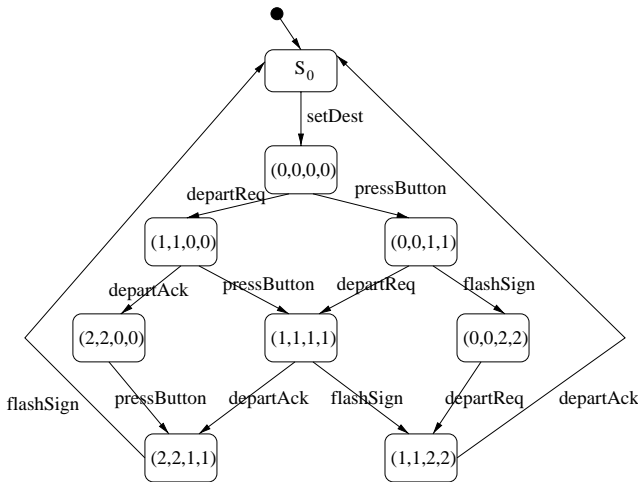 S0
setDest
(0,0,0,0)
departReq
pressButton
(1,1,0,0)
(0,0,1,1)
departAck
pressButton
departReq
flashSign
(2,2,0,0)
(1,1,1,1)
(0,0,2,2)
flashSign
pressButton
departAck
flashSign
departReq
departAck
(2,2,1,1)
(1,1,2,2)